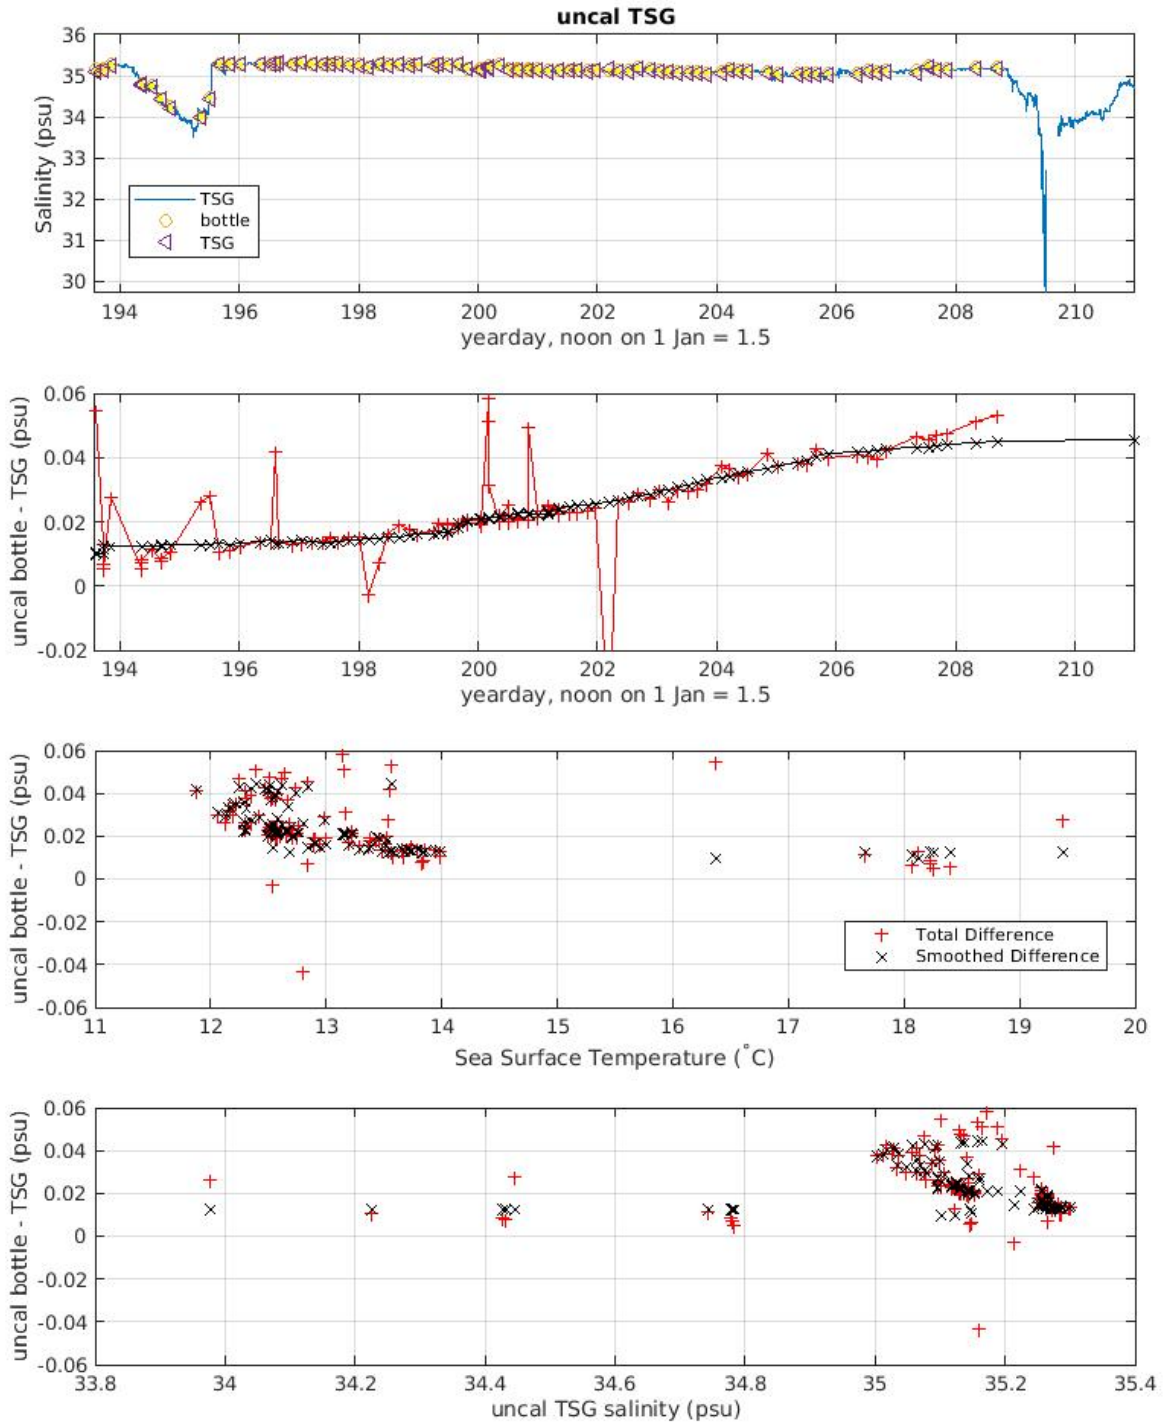 uncal TSG
36
35
34
33
32
31
30
Salinity (psu)
TSG
bottle
TSG
194 196 198 200 202 204 206 208 210
yearday, noon on 1 Jan = 1.5
0.06
0.04
0.02
0
-0.02
uncal bottle - TSG (psu)
194 196 198 200 202 204 206 208 210
yearday, noon on 1 Jan = 1.5
0.06
0.04
0.02
0
-0.02
-0.04
-0.06
uncal bottle - TSG (psu)
Total Difference
Smoothed Difference
11 12 13 14 15 16 17 18 19 20
Sea Surface Temperature (˚C)
0.06
0.04
0.02
0
-0.02
-0.04
-0.06
uncal bottle - TSG (psu)
33.8 34 34.2 34.4 34.6 34.8 35 35.2 35.4
uncal TSG salinity (psu)